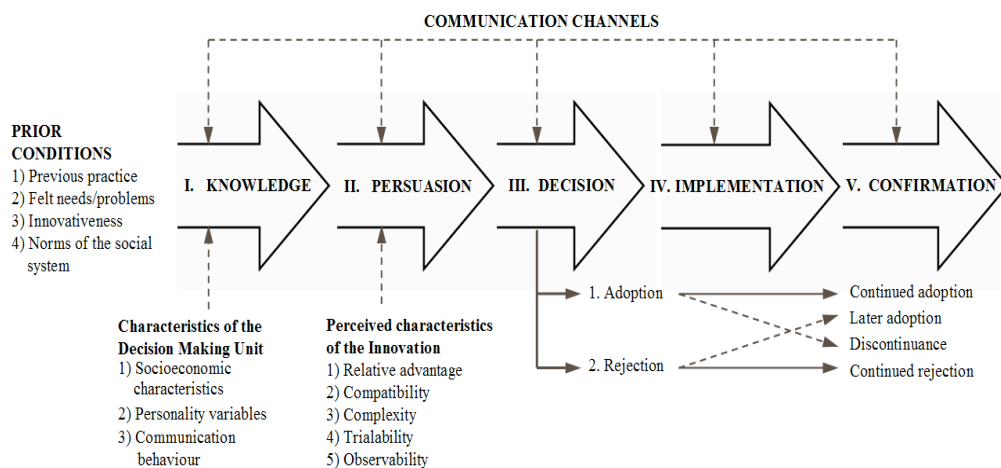 COMMUNICATION CHANNELS
PRIOR
CONDITIONS
1) Previous practice
2) Felt needs/problems
3) Innovativeness
4) Norms of the social
system
I. KNOWLEDGE
II. PERSUASION
III. DECISION
IV. IMPLEMENTATION
V. CONFIRMATION
Characteristics of the
Decision Making Unit
1) Socioeconomic
characteristics
2) Personality variables
3) Communication
behaviour
Perceived characteristics
of the Innovation
1) Relative advantage
2) Compatibility
3) Complexity
4) Trialability
5) Observability
1. Adoption
2. Rejection
Continued adoption
Later adoption
Discontinuance
Continued rejection